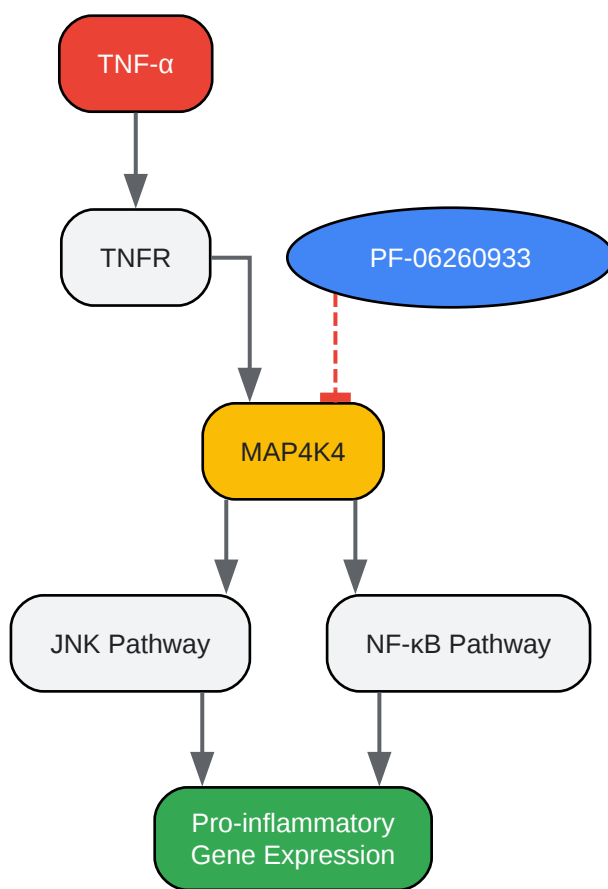 TNF-α
TNFR
PF-06260933
MAP4K4
JNK Pathway
NF-κB Pathway
Pro-inflammatory
Gene Expression